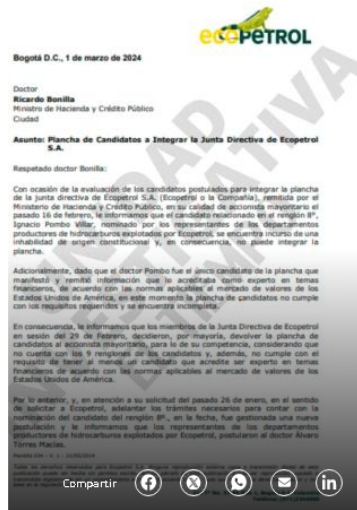 ecopetrol
Bogotá D.C., 1 de marzo de 2024
Doctor
Ricardo Bonilla
Ministro de Hacienda y Crédito Público
Ciudad
Asunto: Plancha de Candidatos a Integrar la Junta Directiva de Ecopetrol
S.A.
Respetado doctor Bonilla:
Con ocasión de la evaluación de los candidatos postulados para integrar la plancha
de la junta directiva de Ecopetrol S.A. (Ecopetrol o la Compañía), remitida por el
Ministerio de Hacienda y Crédito Público, en su calidad de accionista mayoritario el
pasado 16 de febrero, le informamos que el candidato relacionado en el renglón 8°,
Ignacio Pombo Villar, nominado por los representantes de los departamentos
productores de hidrocarburos explotados por Ecopetrol, se encuentra incurso de una
inhabilidad de origen constitucional y, en consecuencia, no puede integrar la
plancha.
Adicionalmente, dado que el doctor Pombo fue el único candidato de la plancha que
manifestó y remitió información que lo acreditaba como experto en temas
financieros, de acuerdo con las normas aplicables al mercado de valores de los
Estados Unidos de América, en este momento la plancha de candidatos no cumple
con los requisitos requeridos y se encuentra incompleta.
En consecuencia, le informamos que los miembros de la Junta Directiva de Ecopetrol
en sesión del 29 de febrero, decidieron, por mayoría, devolver la plancha de
candidatos al accionista mayoritario, para lo de su competencia, considerando que
no cuenta con los 9 renglones de los candidatos y, además, no cumple con el
requisito de tener al menos un candidato que acredite ser experto en temas
financieros de acuerdo con las normas aplicables al mercado de valores de los
Estados Unidos de América.
Por lo anterior, y, en atención a su solicitud del pasado 26 de enero, en el sentido
de solicitar a Ecopetrol, adelantar los trámites necesarios para contar con la
nominación del candidato del renglón 8°., en la fecha, fue gestionada una nueva
postulación y le informamos que los representantes de los departamentos
productores de hidrocarburos explotados por Ecopetrol, postularon al doctor Álvaro
Torres Macías.
Compartir